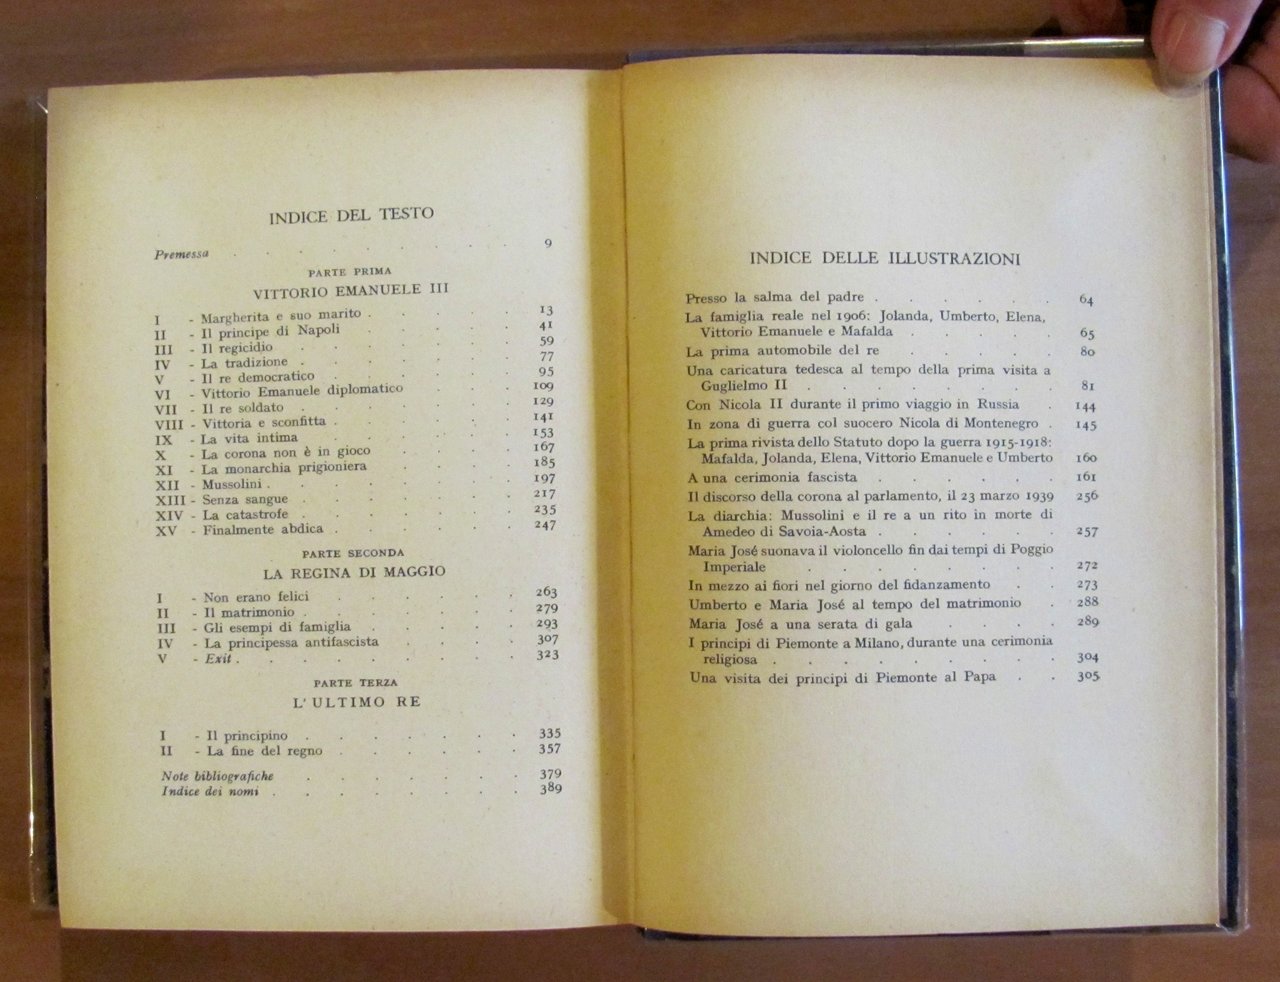 INDICE DEL TESTO
Premessa . . . . . . . . . 9
PARTE PRIMA
VITTORIO EMANUELE III
I - Margherita e suo marito . . . . . . 13
II - Il principe di Napoli . . . . . . 41
III - Il regicidio . . . . . . . 59
IV - La tradizione . . . . . . . 77
V - Il re democratico . . . . . . 95
VI - Vittorio Emanuele diplomatico . . . . 109
VII - Il re soldato . . . . . . . 129
VIII - Vittoria e sconfitta . . . . . . 141
IX - La vita intima . . . . . . . 153
X - La corona non è in gioco . . . . 167
XI - La monarchia prigioniera . . . . 185
XII - Mussolini . . . . . . . . 197
XIII - Senza sangue . . . . . . . 217
XIV - La catastrofe . . . . . . . 235
XV - Finalmente abdica . . . . . . 247
PARTE SECONDA
LA REGINA DI MAGGIO
I - Non erano felici . . . . . . 263
II - Il matrimonio . . . . . . . 279
III - Gli esempi di famiglia . . . . . 293
IV - La principessa antifascista . . . . 307
V - Exit . . . . . . . . . 323
PARTE TERZA
L'ULTIMO RE
I - Il principino . . . . . . . 335
II - La fine del regno . . . . . . 357
Note bibliografiche . . . . . . . 379
Indice dei nomi . . . . . . . . 389
INDICE DELLE ILLUSTRAZIONI
Presso la salma del padre . . . . . . 64
La famiglia reale nel 1906: Jolanda, Umberto, Elena,
Vittorio Emanuele e Mafalda . . . . . 65
La prima automobile del re . . . . . 80
Una caricatura tedesca al tempo della prima visita a
Guglielmo II . . . . . . . . 81
Con Nicola II durante il primo viaggio in Russia . 144
In zona di guerra col suocero Nicola di Montenegro . 145
La prima rivista dello Statuto dopo la guerra 1915-1918:
Mafalda, Jolanda, Elena, Vittorio Emanuele e Umberto 160
A una cerimonia fascista . . . . . . 161
Il discorso della corona al parlamento, il 23 marzo 1939 256
La diarchia: Mussolini e il re a un rito in morte di
Amedeo di Savoia-Aosta . . . . . . 257
Maria José suonava il violoncello fin dai tempi di Poggio
Imperiale . . . . . . . . 272
In mezzo ai fiori nel giorno del fidanzamento . . 273
Umberto e Maria José al tempo del matrimonio . 288
Maria José a una serata di gala . . . . 289
I principi di Piemonte a Milano, durante una cerimonia
religiosa . . . . . . . . . 304
Una visita dei principi di Piemonte al Papa . . 305